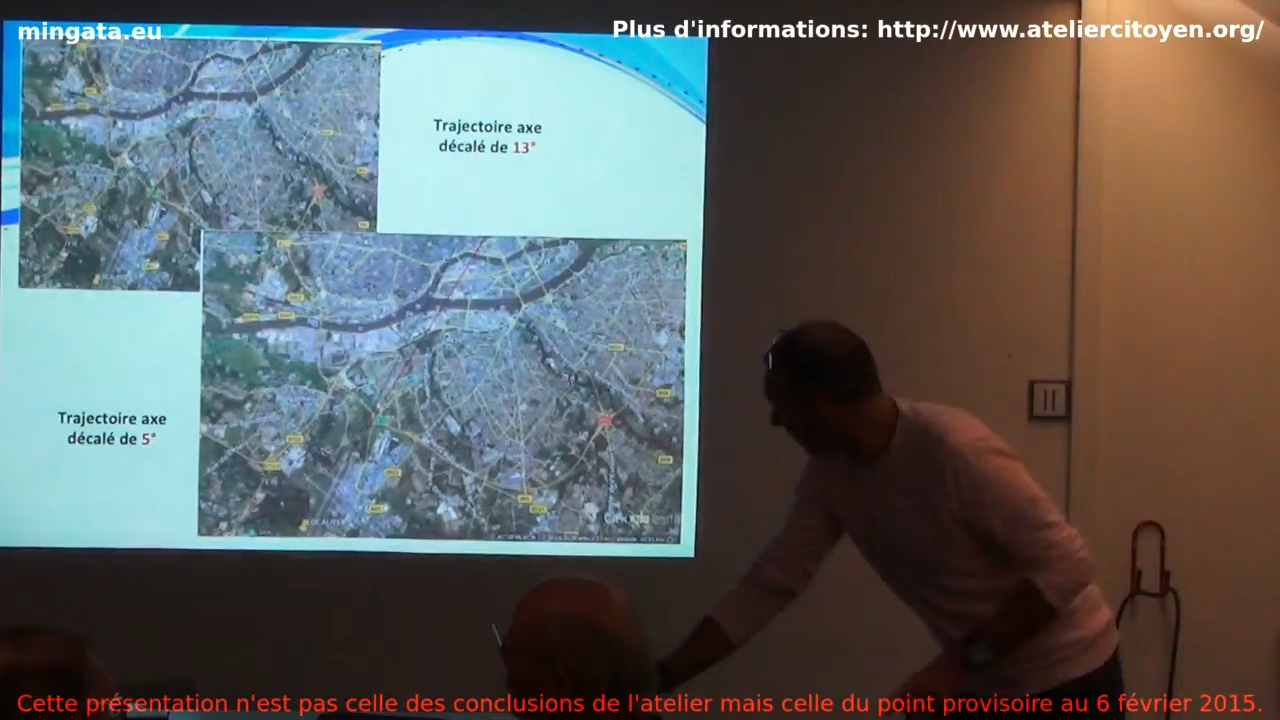 mingata.eu
Plus d'informations: http://www.ateliercitoyen.org/
Trajectoire axe
décalé de 13°
Trajectoire axe
décalé de 5°
Cette présentation n'est pas celle des conclusions de l'atelier mais celle du point provisoire au 6 février 2015.